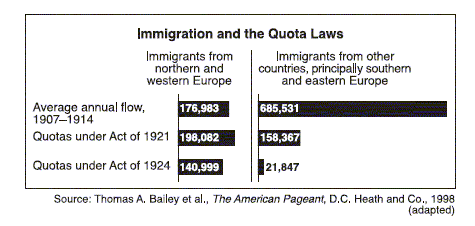 Immigration and the Quota Laws
Immigrants from
northern and
western Europe
Immigrants from other
countries, principally southern
and eastern Europe
Average annual flow,
1907–1914
176,983
685,531
Quotas under Act of 1921
198,082
158,367
Quotas under Act of 1924
140,999
21,847
Source: Thomas A. Bailey et al., The American Pageant, D.C. Heath and Co., 1998
(adapted)